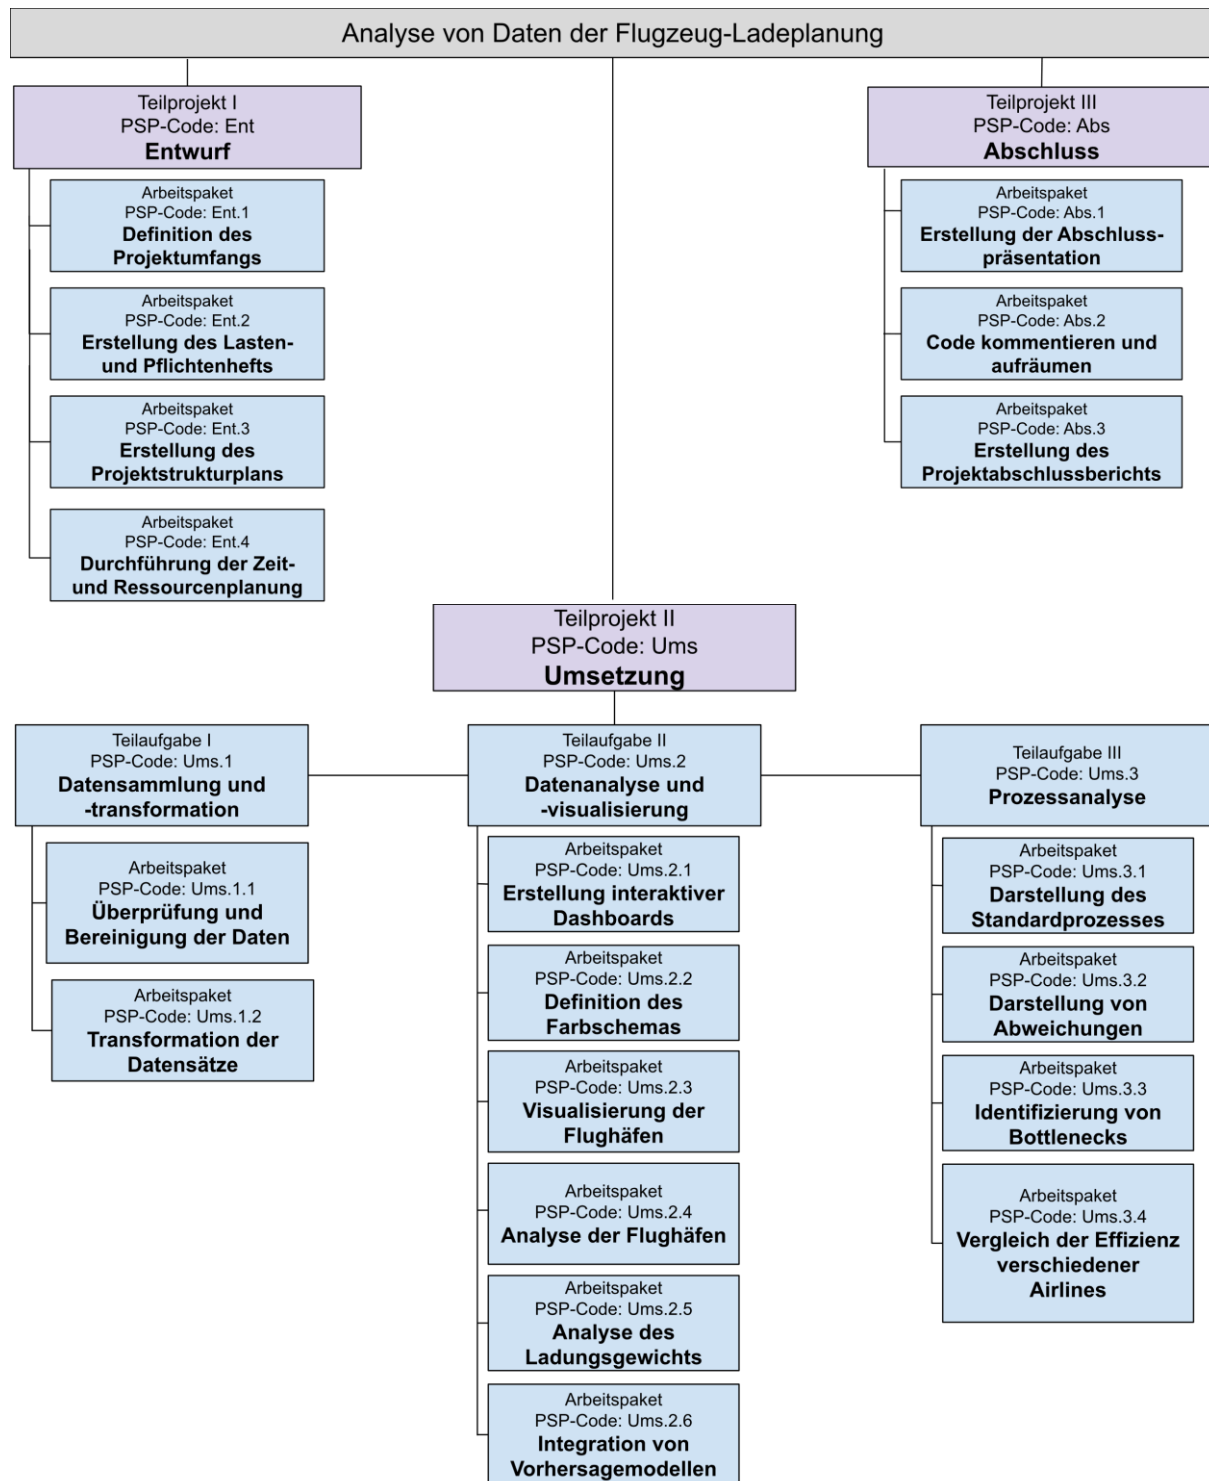 Analyse von Daten der Flugzeug-Ladeplanung
Teilprojekt I
PSP-Code: Ent
Entwurf
Arbeitspaket
PSP-Code: Ent.1
Definition des
Projektumfangs
Arbeitspaket
PSP-Code: Ent.2
Erstellung des Lasten-
und Pflichtenhefts
Arbeitspaket
PSP-Code: Ent.3
Erstellung des
Projektstrukturplans
Arbeitspaket
PSP-Code: Ent.4
Durchführung der Zeit-
und Ressourcenplanung
Teilprojekt III
PSP-Code: Abs
Abschluss
Arbeitspaket
PSP-Code: Abs.1
Erstellung der Abschluss-
präsentation
Arbeitspaket
PSP-Code: Abs.2
Code kommentieren und
aufräumen
Arbeitspaket
PSP-Code: Abs.3
Erstellung des
Projektabschlussberichts
Teilprojekt II
PSP-Code: Ums
Umsetzung
Teilaufgabe I
PSP-Code: Ums.1
Datensammlung und
-transformation
Arbeitspaket
PSP-Code: Ums.1.1
Überprüfung und
Bereinigung der Daten
Arbeitspaket
PSP-Code: Ums.1.2
Transformation der
Datensätze
Teilaufgabe II
PSP-Code: Ums.2
Datenanalyse und
-visualisierung
Arbeitspaket
PSP-Code: Ums.2.1
Erstellung interaktiver
Dashboards
Arbeitspaket
PSP-Code: Ums.2.2
Definition des
Farbschemas
Arbeitspaket
PSP-Code: Ums.2.3
Visualisierung der
Flughäfen
Arbeitspaket
PSP-Code: Ums.2.4
Analyse der Flughäfen
Arbeitspaket
PSP-Code: Ums.2.5
Analyse des
Ladungsgewichts
Arbeitspaket
PSP-Code: Ums.2.6
Integration von
Vorhersagemodellen
Teilaufgabe III
PSP-Code: Ums.3
Prozessanalyse
Arbeitspaket
PSP-Code: Ums.3.1
Darstellung des
Standardprozesses
Arbeitspaket
PSP-Code: Ums.3.2
Darstellung von
Abweichungen
Arbeitspaket
PSP-Code: Ums.3.3
Identifizierung von
Bottlenecks
Arbeitspaket
PSP-Code: Ums.3.4
Vergleich der Effizienz
verschiedener
Airlines